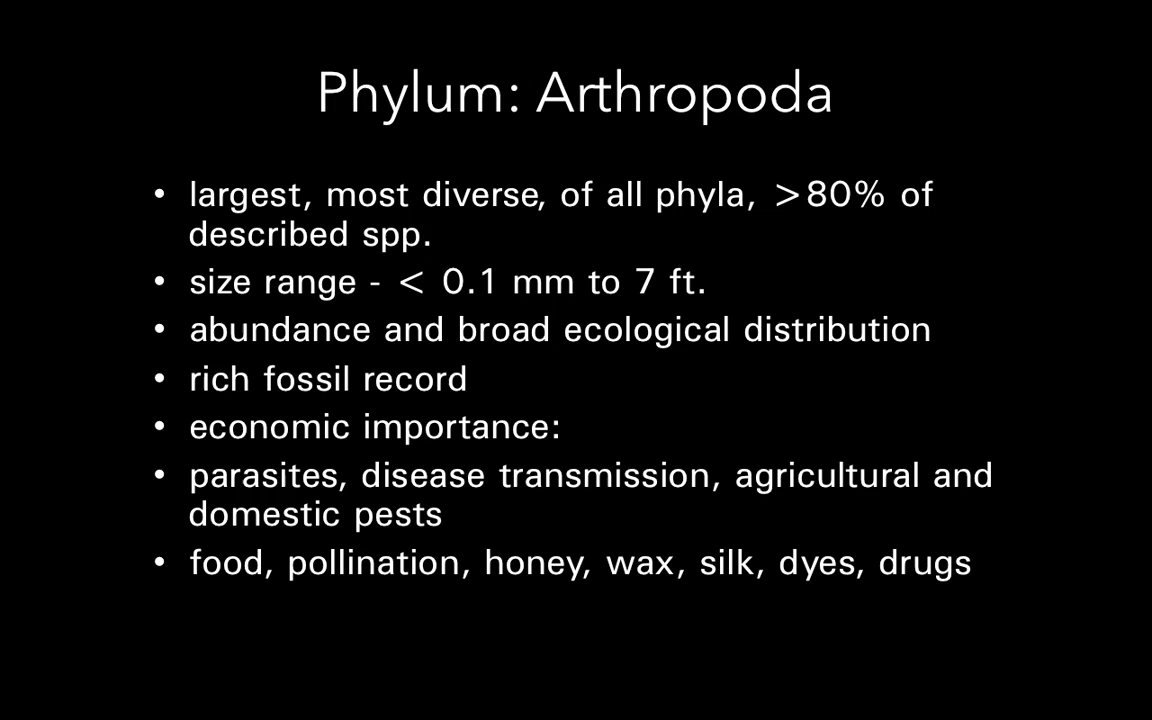 Phylum: Arthropoda
• largest, most diverse, of all phyla, >80% of
described spp.
• size range - < 0.1 mm to 7 ft.
• abundance and broad ecological distribution
• rich fossil record
• economic importance:
• parasites, disease transmission, agricultural and
domestic pests
• food, pollination, honey, wax, silk, dyes, drugs